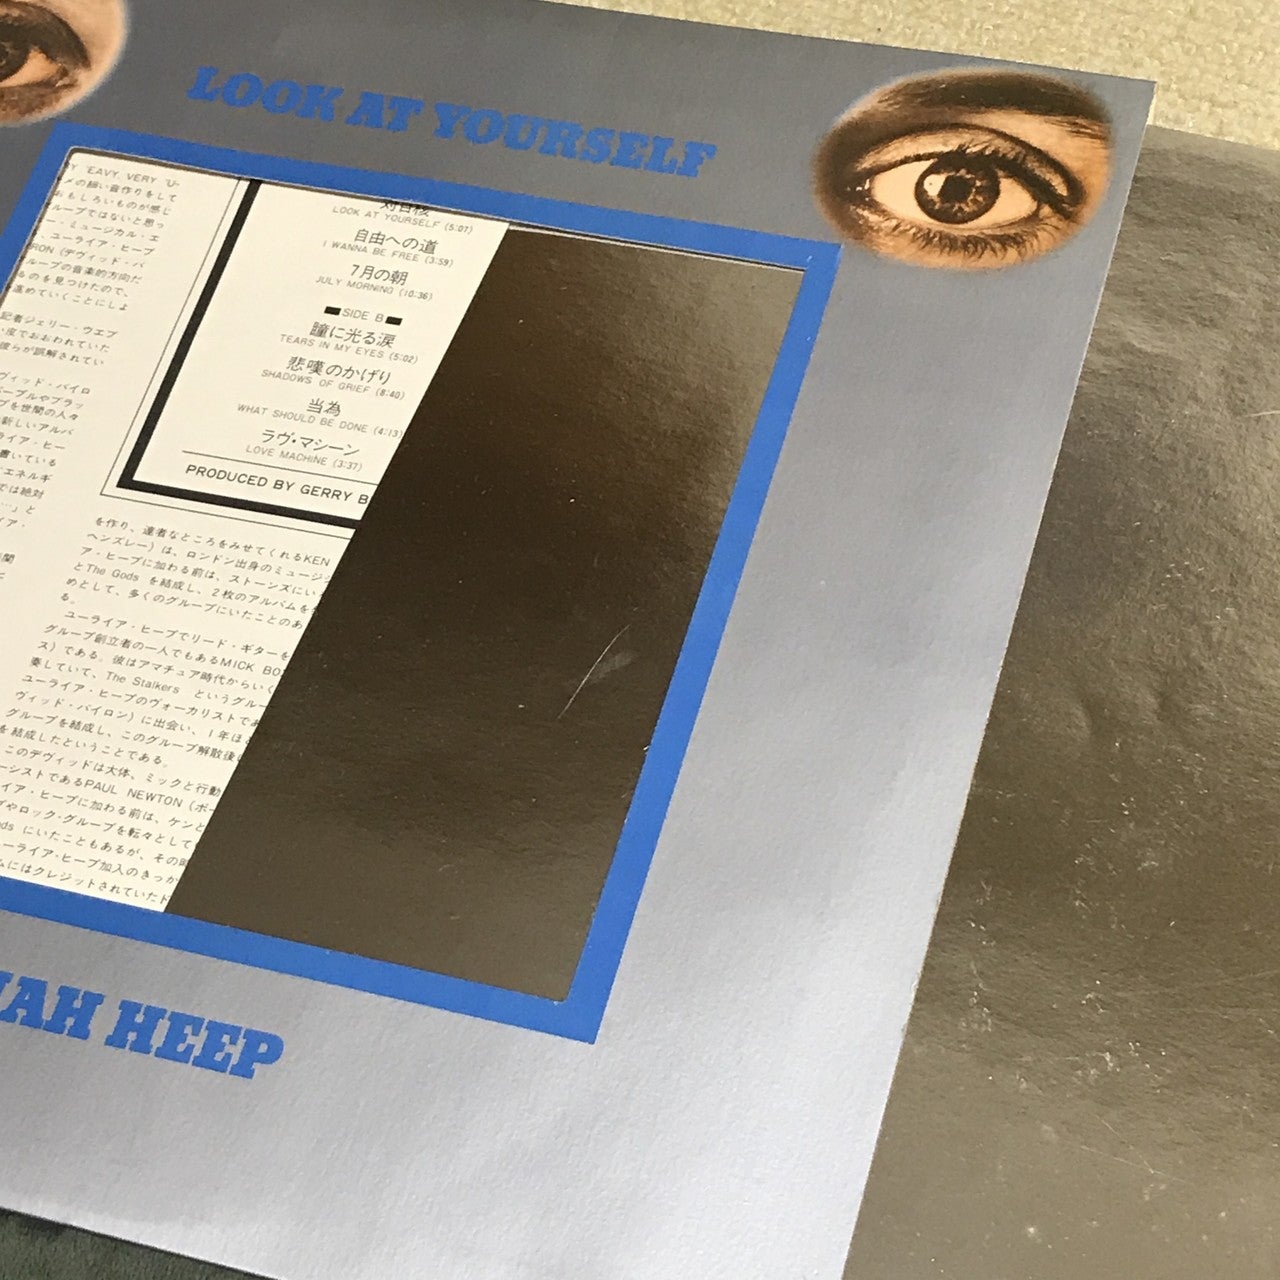 LOOK AT YOURSELF
'EAVY VERY 'U-
メの細い音作りをして
おもしろいものが感じ
ループではないと思っ
ミュージカル・エ
、ユーライア・ヒープ
RON (デヴィッド・バ
ループの音楽的方向だ
るのを見つけたので、
進めていくことにしよ
記者ジェリー・ウエブ
度でおおわれていた
彼らが誤解されてい
ヴィッド・バイロ
パープルやブラッ
プを世間の人々
新しいアルバ
ライア・ヒー
書いている
エネルギ
では絶対
…」と
イア・
LOOK AT YOURSELF (5:07)
自由への道
I WANNA BE FREE (3:59)
7月の朝
JULY MORNING (10:36)
SIDE B
瞳に光る涙
TEARS IN MY EYES (5:02)
悲嘆のかげり
SHADOWS OF GRIEF (8:40)
当為
WHAT SHOULD BE DONE (4:13)
ラヴ・マシーン
LOVE MACHINE (3:37)
PRODUCED BY GERRY B
を作り、達者なところをみせてくれるKEN
ヘンズレー) は、ロンドン出身のミュージシ
ア・ヒープに加わる前は、ストーンズにい
とThe Gods を結成し、2枚のアルバムを
めとして、多くのグループにいたことのあ
る。
ユーライア・ヒープでリード・ギターを
グループ創立者の一人でもあるMICK BO
ス) である。彼はアマチュア時代からいく
奏していて、The Stalkers というグルー
ユーライア・ヒープのヴォーカリストであ
ヴィッド・バイロン) に出会い、1年ほ
グループを結成し、このグループ解散後
を結成したということである。
このデヴィッドは大体、ミックと行動
ーシストであるPAUL NEWTON (ポー
イア・ヒープに加わる前は、ケンと
プやロック・グループを転々として
ods にいたこともあるが、その
ーライア・ヒープ加入のきっか
ムにはクレジットされていたド
IAH HEEP